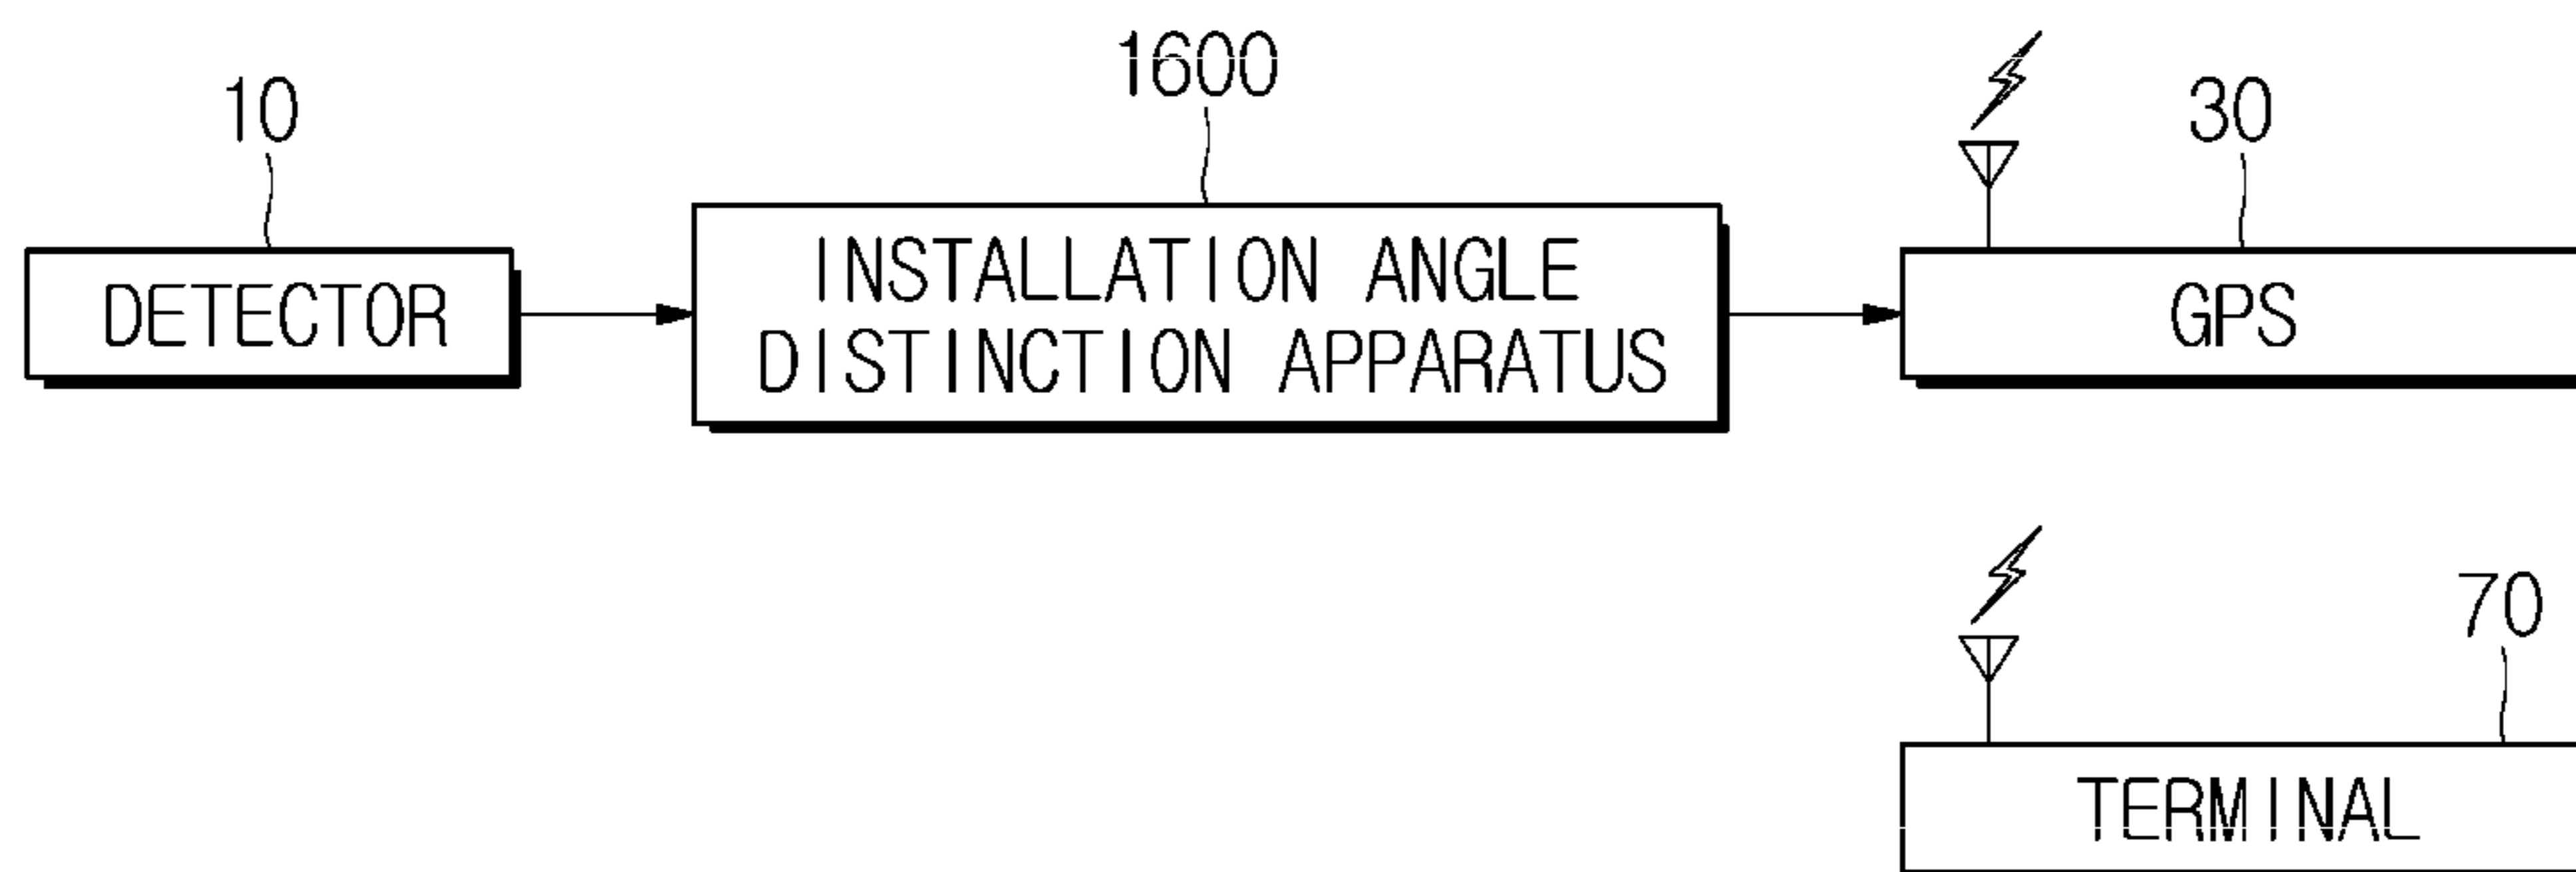 10
1600
30
DETECTOR
INSTALLATION ANGLE
DISTINCTION APPARATUS
GPS
70
TERMINAL